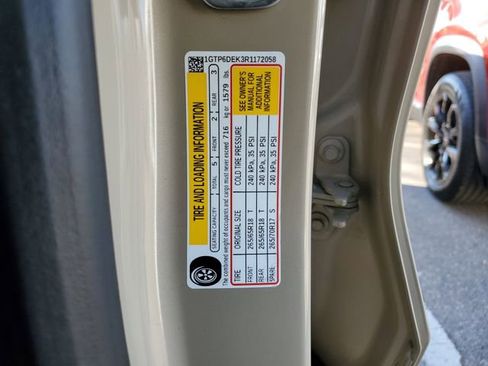 1GTP6DEK3R1172058
TIRE AND LOADING INFORMATION
SEATING CAPACITY TOTAL 5 FRONT 2 REAR 3
The combined weight of occupants and cargo must never exceed 716 kg or 1579 lbs.
TIRE ORIGINAL SIZE COLD TIRE PRESSURE
FRONT 265/65R18 T 240 kPa, 35 PSI
REAR 265/65R18 T 240 kPa, 35 PSI
SPARE 265/70R17 S 240 kPa, 35 PSI
SEE OWNER'S
MANUAL FOR
ADDITIONAL
INFORMATION